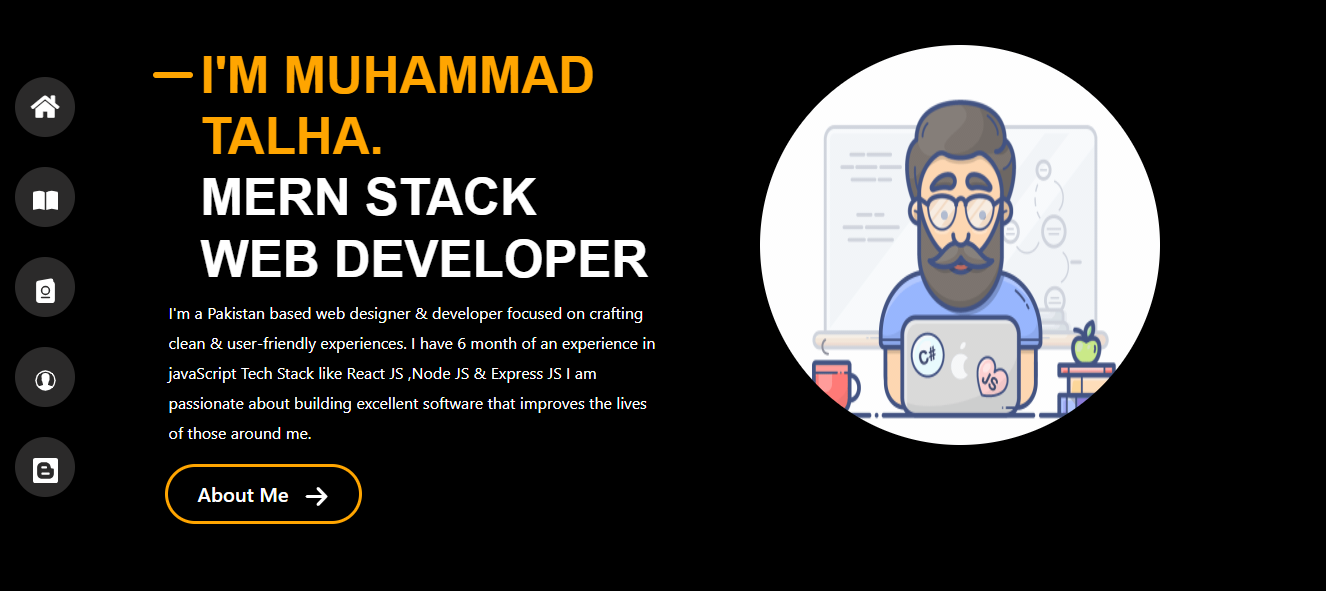 I'M MUHAMMAD
TALHA.
MERN STACK
WEB DEVELOPER
I'm a Pakistan based web designer & developer focused on crafting
clean & user-friendly experiences. I have 6 month of an experience in
javaScript Tech Stack like React JS ,Node JS & Express JS I am
passionate about building excellent software that improves the lives
of those around me.
About Me
C#
JS